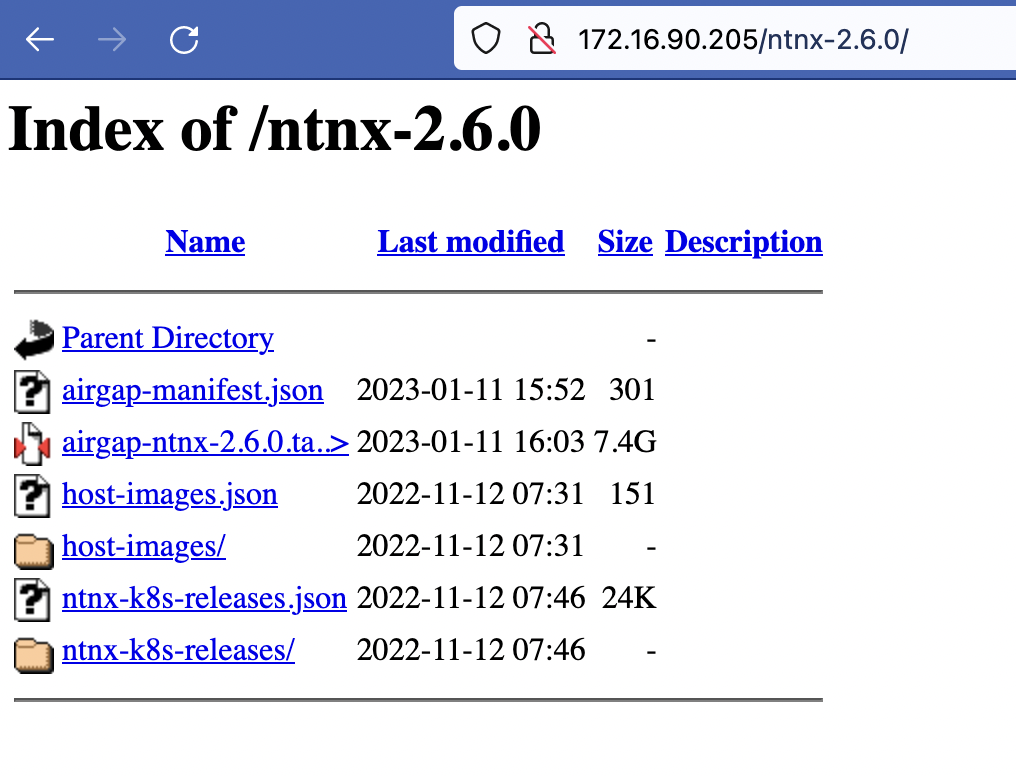 172.16.90.205/ntnx-2.6.0/
Index of /ntnx-2.6.0
Name Last modified Size Description
Parent Directory -
airgap-manifest.json 2023-01-11 15:52 301
airgap-ntnx-2.6.0.ta..> 2023-01-11 16:03 7.4G
host-images.json 2022-11-12 07:31 151
host-images/ 2022-11-12 07:31 -
ntnx-k8s-releases.json 2022-11-12 07:46 24K
ntnx-k8s-releases/ 2022-11-12 07:46 -